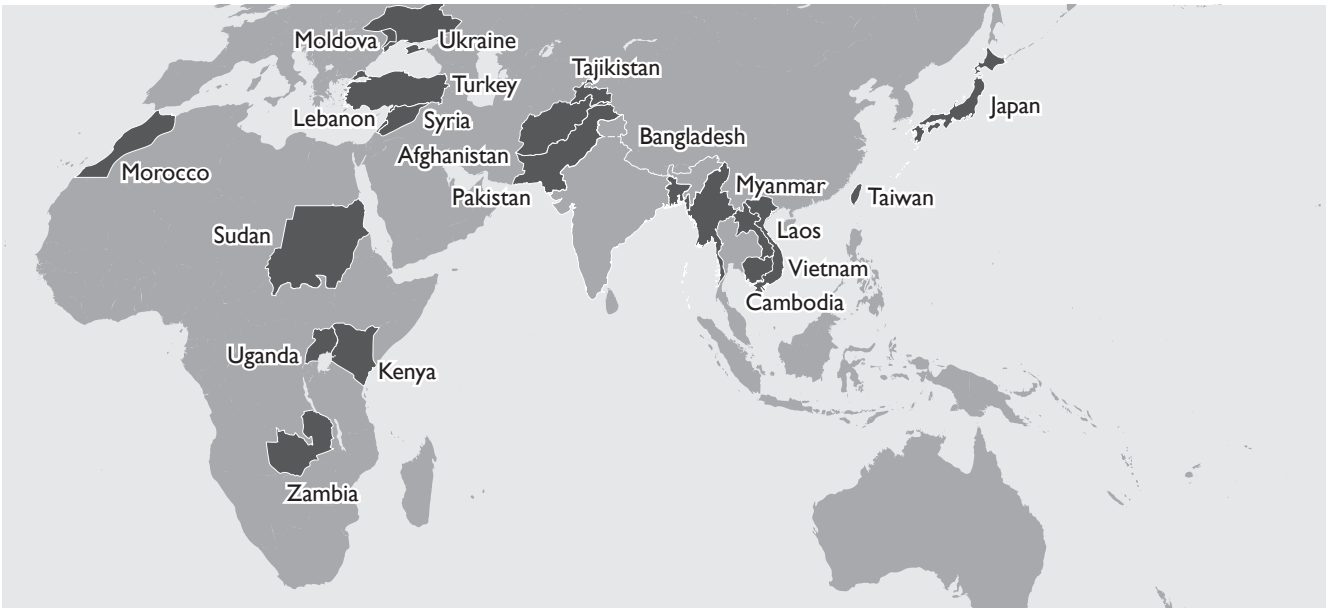 Moldova
Ukraine
Tajikistan
Turkey
Japan
Lebanon
Syria
Bangladesh
Afghanistan
Morocco
Myanmar
Pakistan
Taiwan
Sudan
Laos
Vietnam
Cambodia
Uganda
Kenya
Zambia